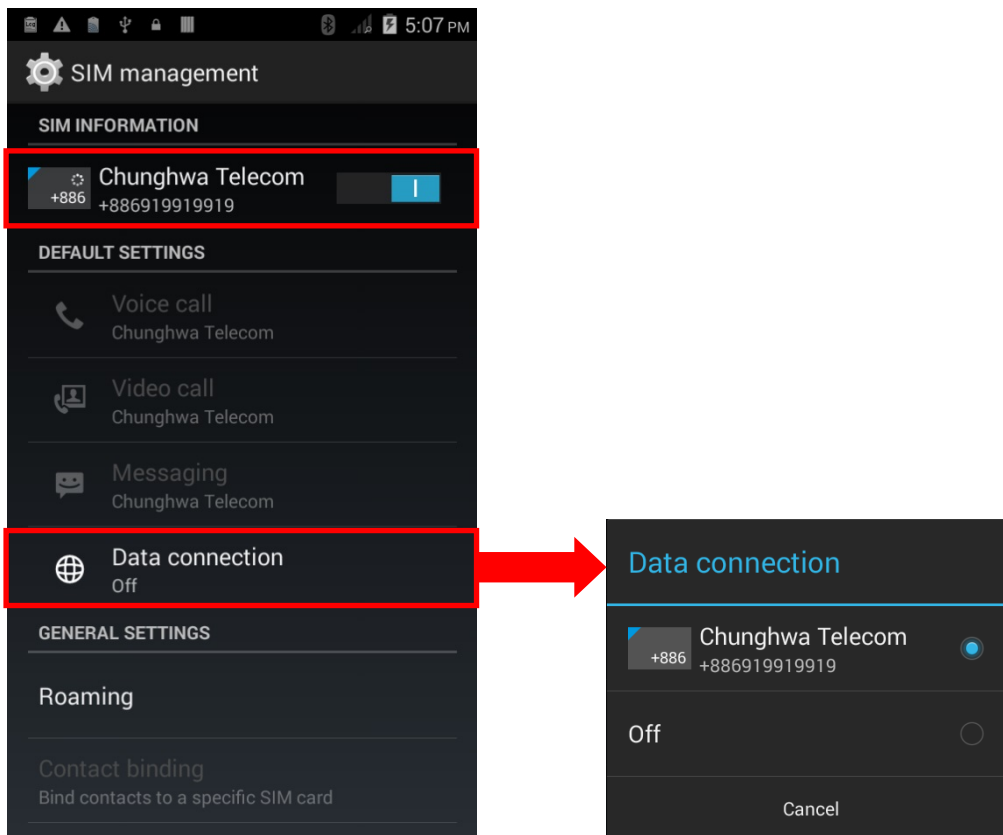 5:07 PM
SIM management
SIM INFORMATION
Chunghwa Telecom
+886
+886919919919
DEFAULT SETTINGS
Voice call
Chunghwa Telecom
Video call
Chunghwa Telecom
Messaging
Chunghwa Telecom
Data connection
Off
GENERAL SETTINGS
Roaming
Contact binding
Bind contacts to a specific SIM card
Data connection
Chunghwa Telecom
+886
+886919919919
Off
Cancel